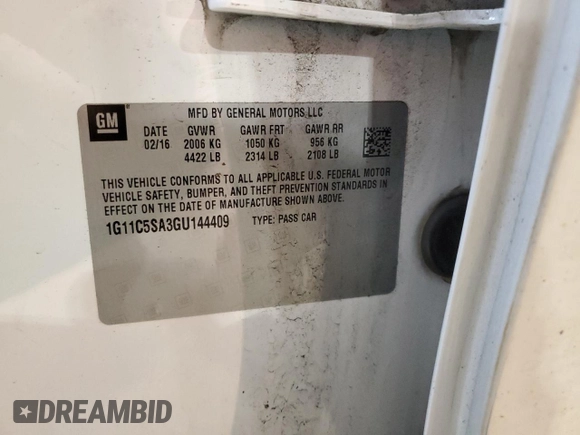 MFD BY GENERAL MOTORS LLC
GM
DATE GVWR GAWR FRT GAWR RR
02/16 2006 KG 1050 KG 956 KG
4422 LB 2314 LB 2108 LB
THIS VEHICLE CONFORMS TO ALL APPLICABLE U.S. FEDERAL MOTOR
VEHICLE SAFETY, BUMPER, AND THEFT PREVENTION STANDARDS IN
EFFECT ON THE DATE OF MANUFACTURE SHOWN ABOVE.
1G11C5SA3GU144409 TYPE: PASS CAR
DREAMBID